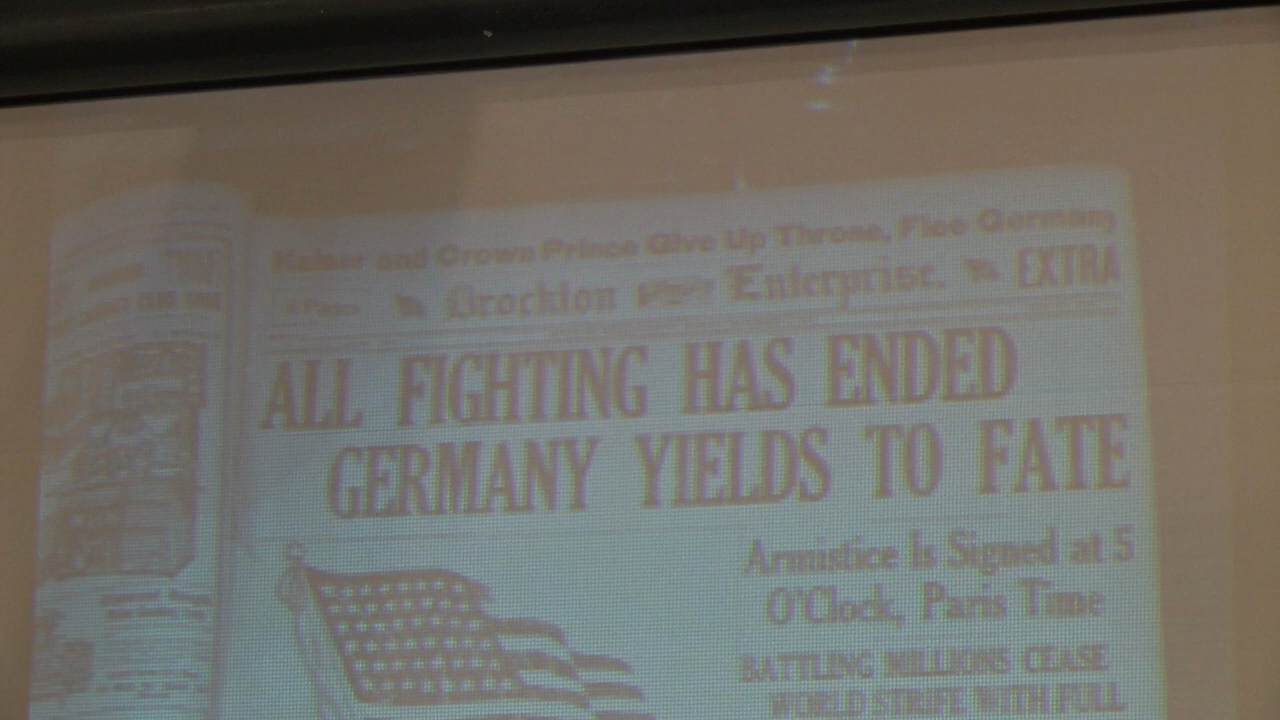 Kaiser and Crown Prince Give Up Throne, Flee Germany
Brockton Enterprise. EXTRA
ALL FIGHTING HAS ENDED
GERMANY YIELDS TO FATE
Armistice Is Signed at 5
O'Clock, Paris Time
BATTLING MILLIONS CEASE
WORLD STRIFE WITH FULL